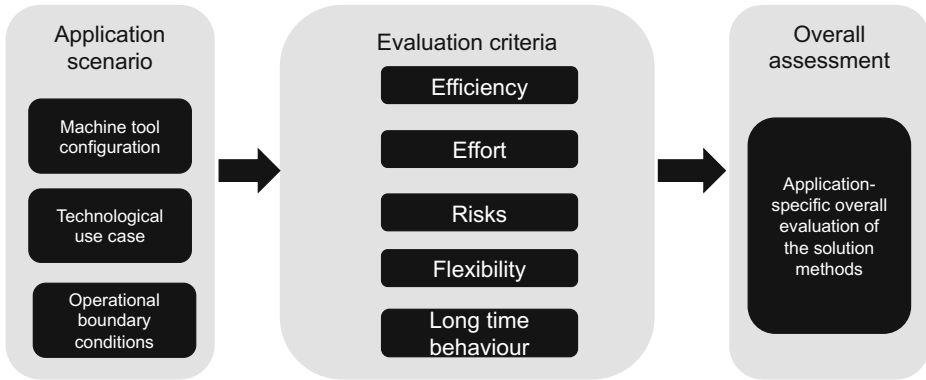 Application
scenario
Machine tool
configuration
Technological
use case
Operational
boundary
conditions
Evaluation criteria
Efficiency
Effort
Risks
Flexibility
Long time
behaviour
Overall
assessment
Application-
specific overall
evaluation of
the solution
methods